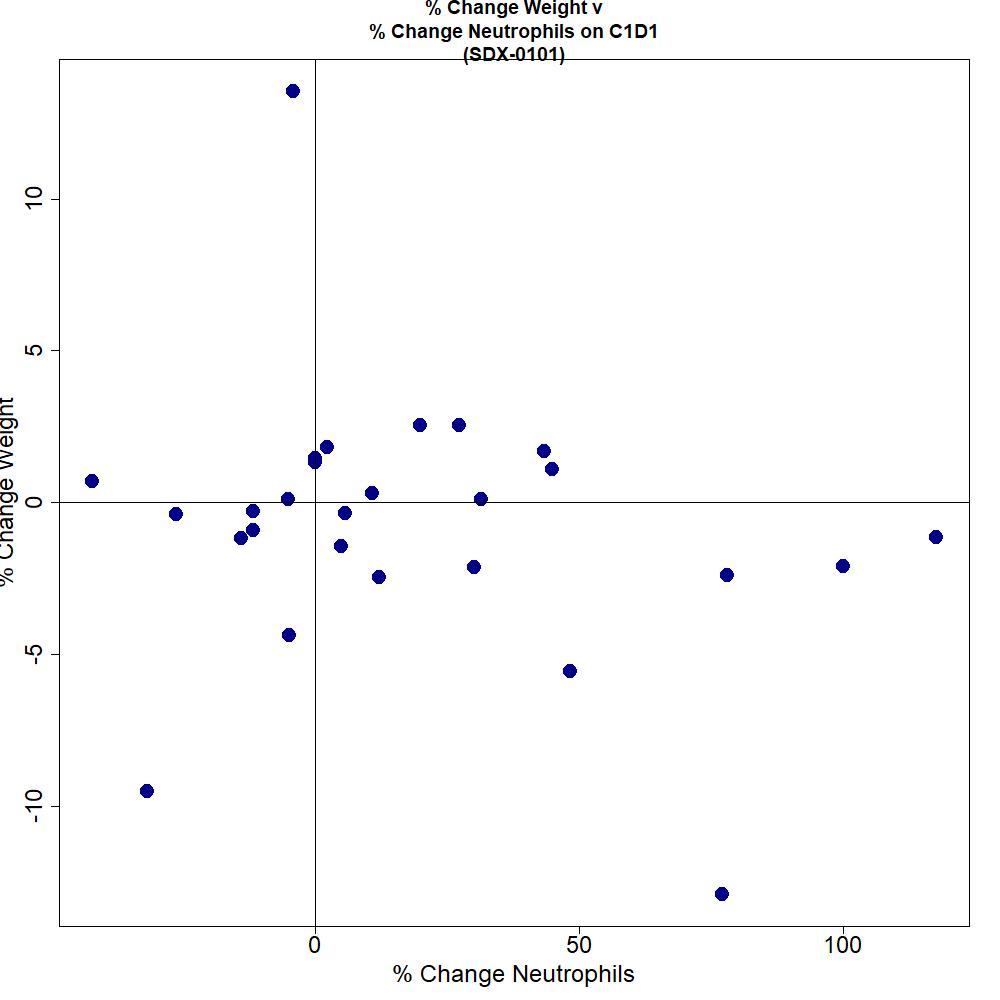 % Change Weight v
% Change Neutrophils on C1D1
(SDX-0101)
% Change Weight
10
5
0
-5
-10
0
50
100
% Change Neutrophils